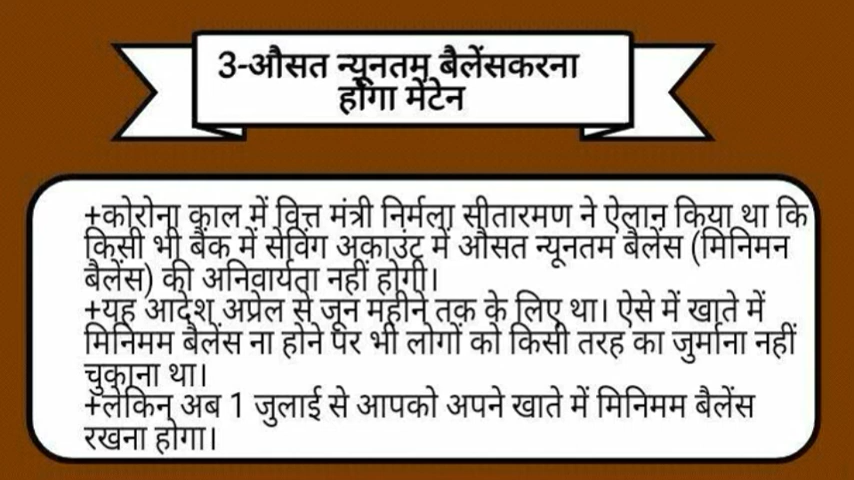 3-औसत न्यूनतम बैलेंसकरना
होगा मेंटेन
+कोरोना काल में वित्त मंत्री निर्मला सीतारमण ने ऐलान किया था कि
किसी भी बैंक में सेविंग अकाउंट में औसत न्यूनतम बैलेंस (मिनिमन
बैलेंस) की अनिवार्यता नहीं होगी।
+यह आदेश अप्रेल से जून महीने तक के लिए था। ऐसे में खाते में
मिनिमम बैलेंस ना होने पर भी लोगों को किसी तरह का जुर्माना नहीं
चुकाना था।
+लेकिन अब 1 जुलाई से आपको अपने खाते में मिनिमम बैलेंस
रखना होगा।